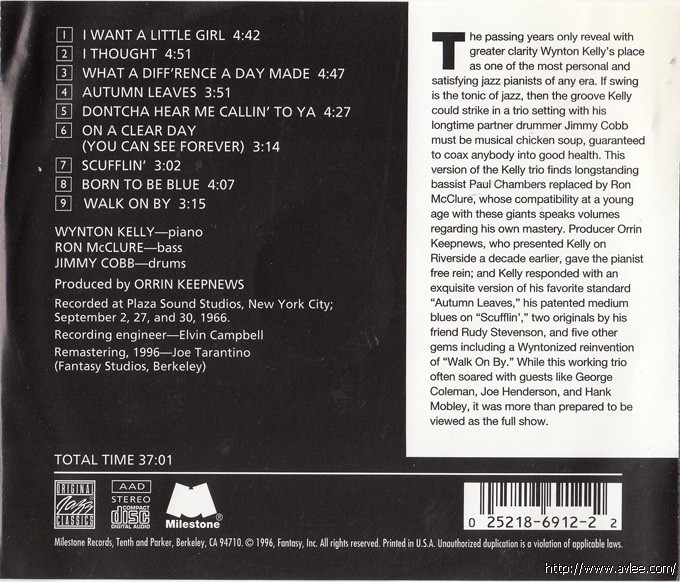 1 I WANT A LITTLE GIRL 4:42
2 I THOUGHT 4:51
3 WHAT A DIFF'RENCE A DAY MADE 4:47
4 AUTUMN LEAVES 3:51
5 DONTCHA HEAR ME CALLIN' TO YA 4:27
6 ON A CLEAR DAY
(YOU CAN SEE FOREVER) 3:14
7 SCUFFLIN' 3:02
8 BORN TO BE BLUE 4:07
9 WALK ON BY 3:15
WYNTON KELLY—piano
RON McCLURE—bass
JIMMY COBB—drums
Produced by ORRIN KEEPNEWS
Recorded at Plaza Sound Studios, New York City;
September 2, 27, and 30, 1966.
Recording engineer—Elvin Campbell
Remastering, 1996—Joe Tarantino
(Fantasy Studios, Berkeley)
TOTAL TIME 37:01
The passing years only reveal with
greater clarity Wynton Kelly's place
as one of the most personal and
satisfying jazz pianists of any era. If swing
is the tonic of jazz, then the groove Kelly
could strike in a trio setting with his
longtime partner drummer Jimmy Cobb
must be musical chicken soup, guaranteed
to coax anybody into good health. This
version of the Kelly trio finds longstanding
bassist Paul Chambers replaced by Ron
McClure, whose compatibility at a young
age with these giants speaks volumes
regarding his own mastery. Producer Orrin
Keepnews, who presented Kelly on
Riverside a decade earlier, gave the pianist
free rein; and Kelly responded with an
exquisite version of his favorite standard
"Autumn Leaves," his patented medium
blues on "Scufflin'," two originals by his
friend Rudy Stevenson, and five other
gems including a Wyntonized reinvention
of "Walk On By." While this working trio
often soared with guests like George
Coleman, Joe Henderson, and Hank
Mobley, it was more than prepared to be
viewed as the full show.
ORIGINAL
Jazz
CLASSICS
AAD
STEREO
COMPACT
disc
DIGITAL AUDIO
M
Milestone®
0 25218-6912-2 2
Milestone Records, Tenth and Parker, Berkeley, CA 94710. © 1996, Fantasy, Inc. All rights reserved. Printed in U.S.A. Unauthorized duplication is a violation of applicable laws.
http://www.avlee.com/